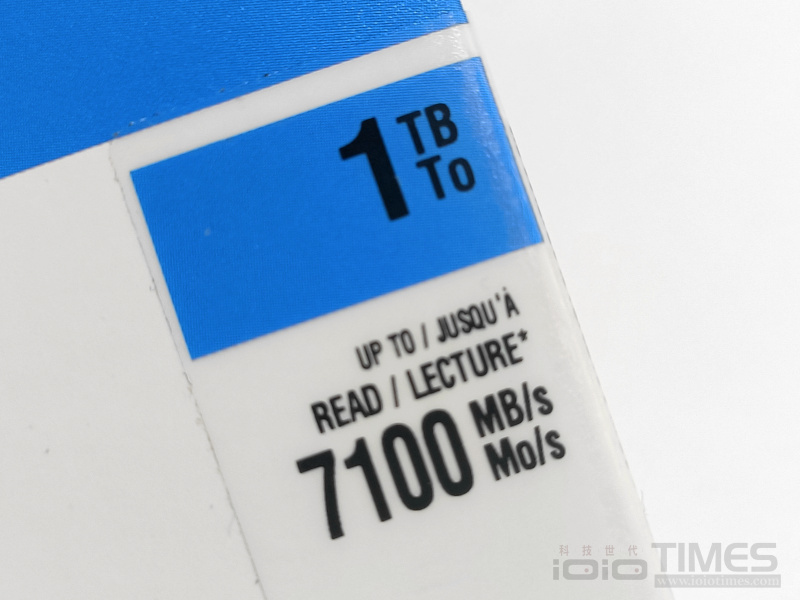 1 TB
To
UP TO / JUSQU'À
READ / LECTURE*
7100 MB/s
Mo/s
科技世代
ioio TIMES
www.ioiotimes.com